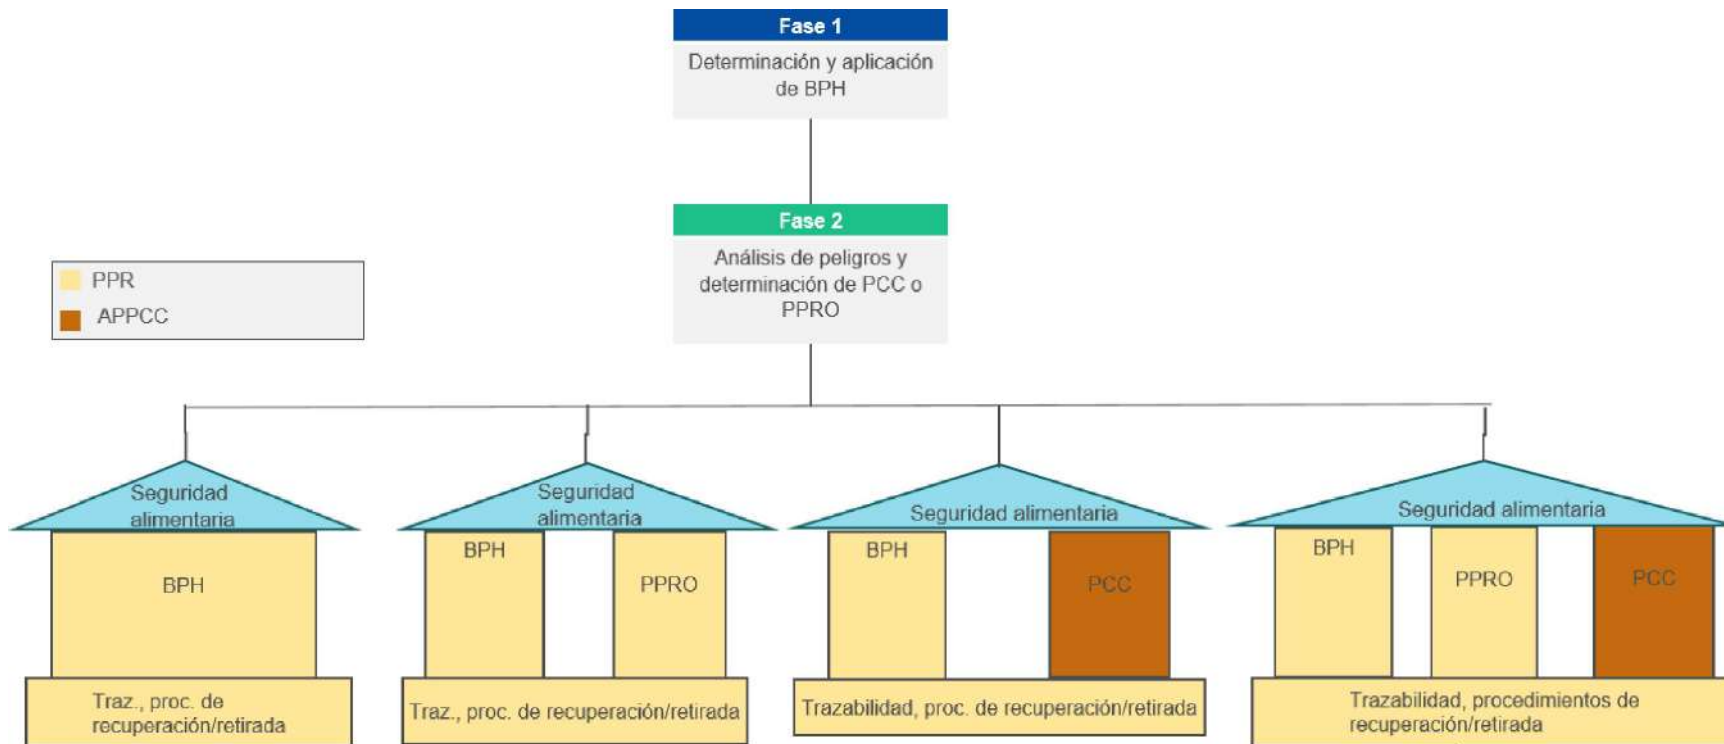 Fase 1
Determinación y aplicación
de BPH
Fase 2
Análisis de peligros y
determinación de PCC o
PPRO
PPR
APPCC
Seguridad
alimentaria
BPH
Traz., proc. de
recuperación/retirada
Seguridad
alimentaria
BPH
PPRO
Traz., proc. de recuperación/retirada
Seguridad alimentaria
BPH
PCC
Trazabilidad, proc. de recuperación/retirada
Seguridad alimentaria
BPH
PPRO
PCC
Trazabilidad, procedimientos de
recuperación/retirada